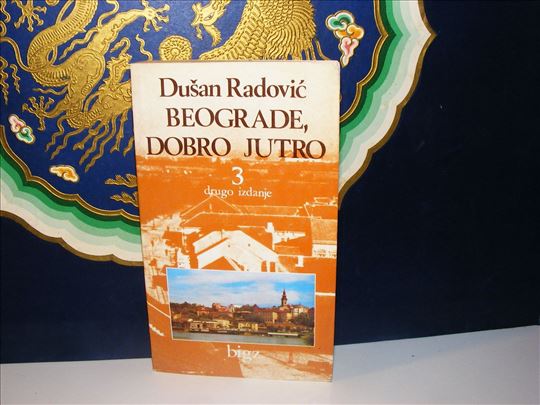 Dušan Radović
BEOGRADE,
DOBRO JUTRO
3
drugo izdanje
bigz